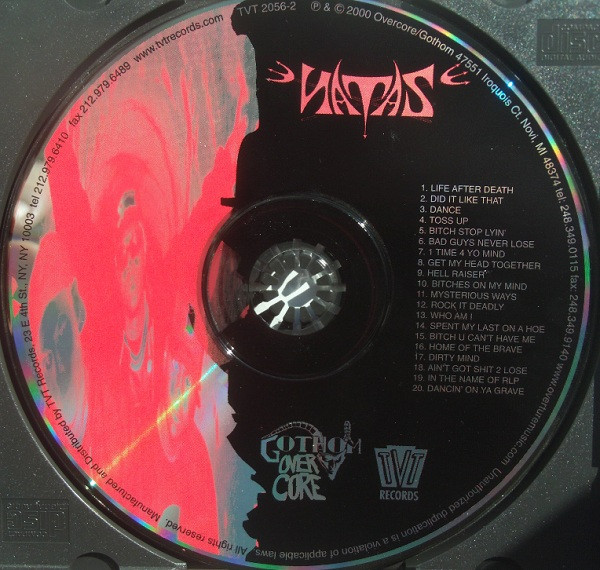 TVT 2056-2 ℗ & © 2000 Overcore/Gothom 47551 Iroquois Ct. Novi, MI 48374 tel: 248.349.0115 fax: 248.349.9140 www.overturemusic.com Unauthorized duplication is a violation of applicable laws. All rights reserved. Manufactured and Distributed by TVT Records, 23 E 4th St., NY, NY 10003 tel 212.979.6410 fax 212.979.6489 www.tvtrecords.com
NATAS
1. LIFE AFTER DEATH
2. DID IT LIKE THAT
3. DANCE
4. TOSS UP
5. BITCH STOP LYIN'
6. BAD GUYS NEVER LOSE
7. 1 TIME 4 YO MIND
8. GET MY HEAD TOGETHER
9. HELL RAISER
10. BITCHES ON MY MIND
11. MYSTERIOUS WAYS
12. ROCK IT DEADLY
13. WHO AM I
14. SPENT MY LAST ON A HOE
15. BITCH U CAN'T HAVE ME
16. HOME OF THE BRAVE
17. DIRTY MIND
18. AIN'T GOT SHIT 2 LOSE
19. IN THE NAME OF RLP
20. DANCIN' ON YA GRAVE
GOTHOM
OVER
CORE
TVT
RECORDS